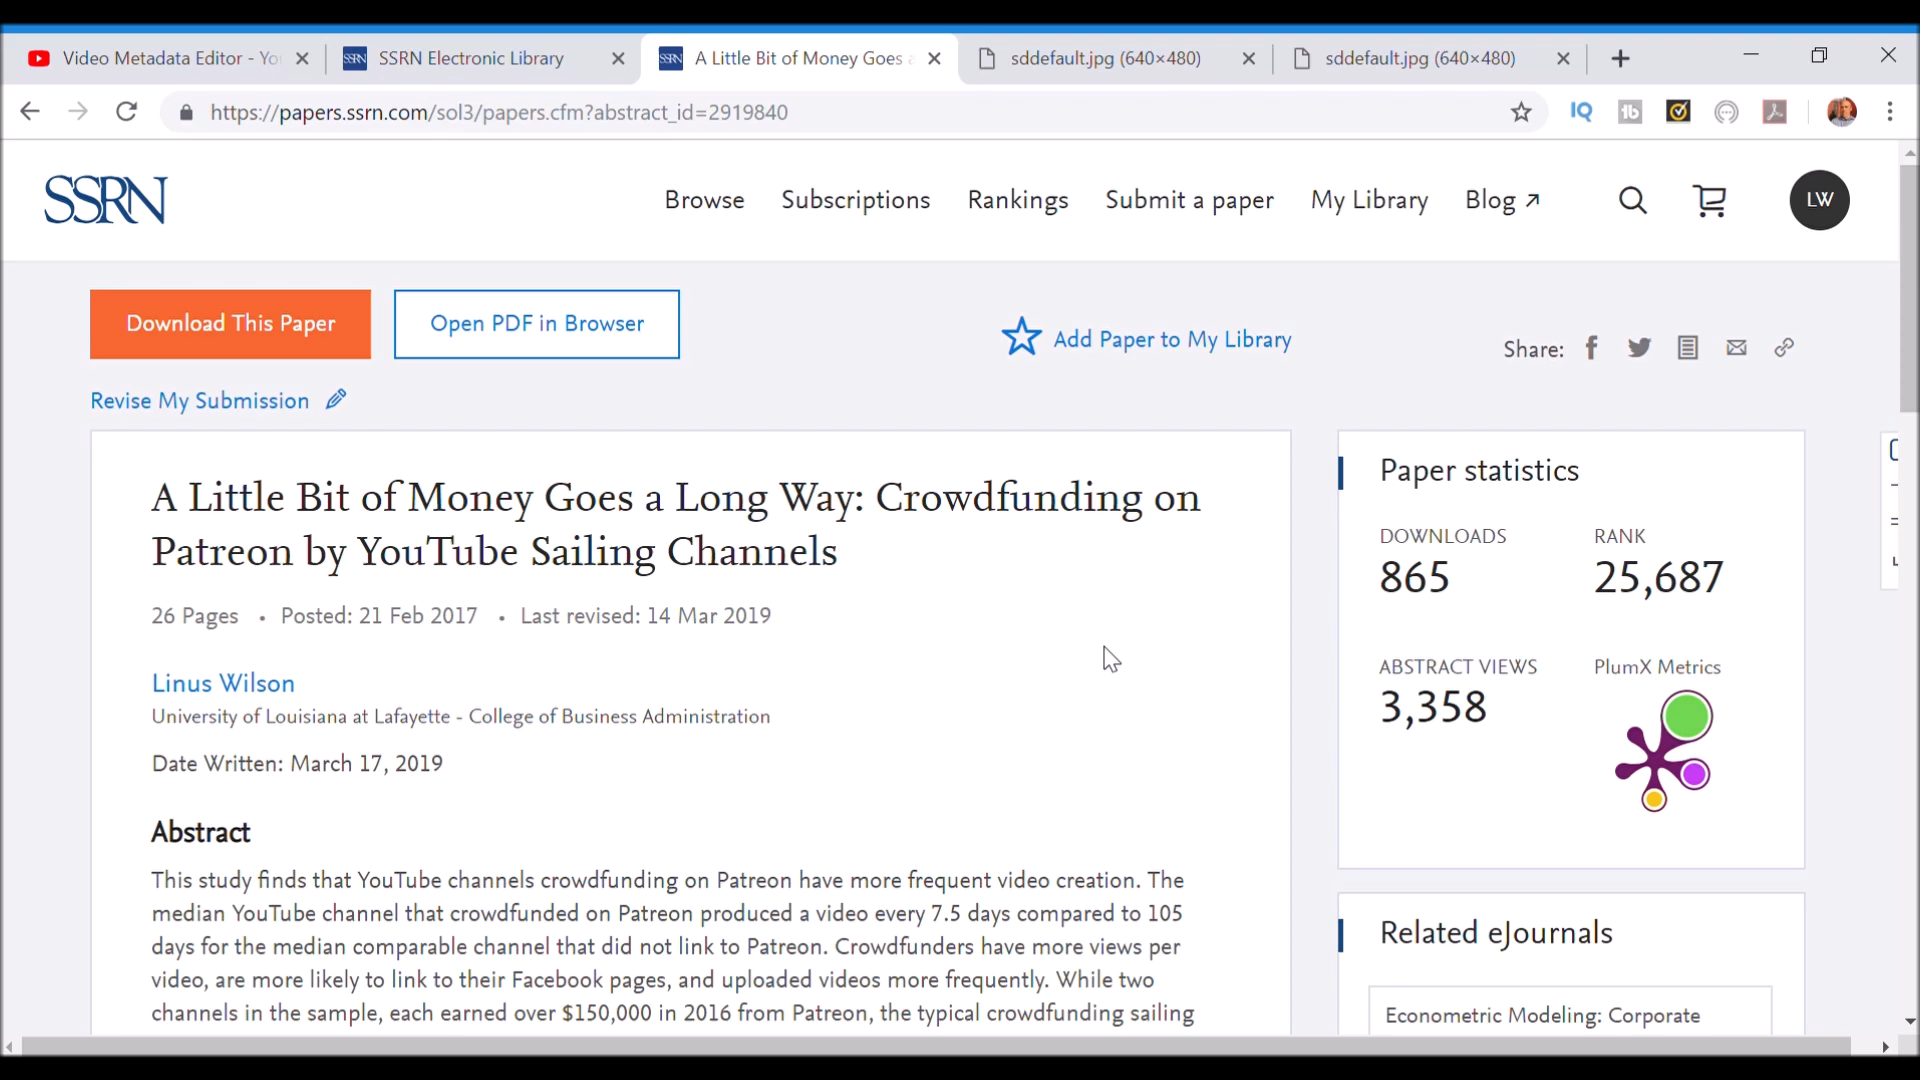 Video Metadata Editor - Yo
SSRN Electronic Library
A Little Bit of Money Goes
sddefault.jpg (640×480)
sddefault.jpg (640×480)
https://papers.ssrn.com/sol3/papers.cfm?abstract_id=2919840
SSRN
Browse
Subscriptions
Rankings
Submit a paper
My Library
Blog
LW
Download This Paper
Open PDF in Browser
Add Paper to My Library
Share:
Revise My Submission
A Little Bit of Money Goes a Long Way: Crowdfunding on
Patreon by YouTube Sailing Channels
26 Pages • Posted: 21 Feb 2017 • Last revised: 14 Mar 2019
Linus Wilson
University of Louisiana at Lafayette - College of Business Administration
Date Written: March 17, 2019
Abstract
This study finds that YouTube channels crowdfunding on Patreon have more frequent video creation. The
median YouTube channel that crowdfunded on Patreon produced a video every 7.5 days compared to 105
days for the median comparable channel that did not link to Patreon. Crowdfunders have more views per
video, are more likely to link to their Facebook pages, and uploaded videos more frequently. While two
channels in the sample, each earned over $150,000 in 2016 from Patreon, the typical crowdfunding sailing
Paper statistics
DOWNLOADS
865
RANK
25,687
ABSTRACT VIEWS
3,358
PlumX Metrics
Related eJournals
Econometric Modeling: Corporate